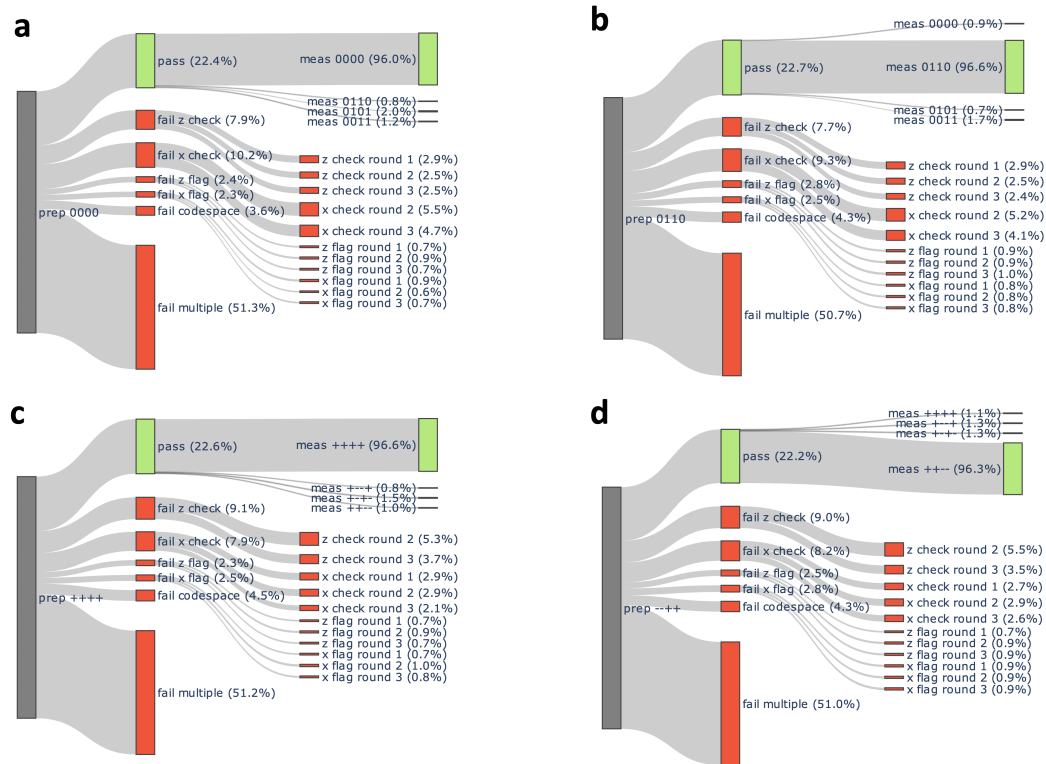 a
pass (22.4%)
meas 0000 (96.0%)
meas 0110 (0.8%)
meas 0101 (2.0%)
meas 0011 (1.2%)
fail z check (7.9%)
fail x check (10.2%)
fail z flag (2.4%)
fail x flag (2.3%)
fail codespace (3.6%)
prep 0000
fail multiple (51.3%)
z check round 1 (2.9%)
z check round 2 (2.5%)
z check round 3 (2.5%)
x check round 2 (5.5%)
x check round 3 (4.7%)
z flag round 1 (0.7%)
z flag round 2 (0.9%)
z flag round 3 (0.7%)
x flag round 1 (0.9%)
x flag round 2 (0.6%)
x flag round 3 (0.7%)
b
meas 0000 (0.9%)
pass (22.7%)
meas 0110 (96.6%)
meas 0101 (0.7%)
meas 0011 (1.7%)
fail z check (7.7%)
fail x check (9.3%)
fail z flag (2.8%)
fail x flag (2.5%)
fail codespace (4.3%)
prep 0110
fail multiple (50.7%)
z check round 1 (2.9%)
z check round 2 (2.5%)
z check round 3 (2.4%)
x check round 2 (5.2%)
x check round 3 (4.1%)
z flag round 1 (0.9%)
z flag round 2 (0.9%)
z flag round 3 (1.0%)
x flag round 1 (0.8%)
x flag round 2 (0.8%)
x flag round 3 (0.8%)
c
pass (22.6%)
meas ++++ (96.6%)
meas +--+ (0.8%)
meas +-+- (1.5%)
meas ++-- (1.0%)
fail z check (9.1%)
fail x check (7.9%)
fail z flag (2.3%)
fail x flag (2.5%)
fail codespace (4.5%)
prep ++++
fail multiple (51.2%)
z check round 2 (5.3%)
z check round 3 (3.7%)
x check round 1 (2.9%)
x check round 2 (2.9%)
x check round 3 (2.1%)
z flag round 1 (0.7%)
z flag round 2 (0.9%)
z flag round 3 (0.7%)
x flag round 1 (0.7%)
x flag round 2 (1.0%)
x flag round 3 (0.8%)
d
meas ++++ (1.1%)
meas +--+ (1.3%)
meas +-+- (1.3%)
pass (22.2%)
meas ++-- (96.3%)
fail z check (9.0%)
fail x check (8.2%)
fail z flag (2.5%)
fail x flag (2.8%)
fail codespace (4.3%)
prep --++
fail multiple (51.0%)
z check round 2 (5.5%)
z check round 3 (3.5%)
x check round 1 (2.7%)
x check round 2 (2.9%)
x check round 3 (2.6%)
z flag round 1 (0.7%)
z flag round 2 (0.9%)
z flag round 3 (0.9%)
x flag round 1 (0.9%)
x flag round 2 (0.9%)
x flag round 3 (0.9%)